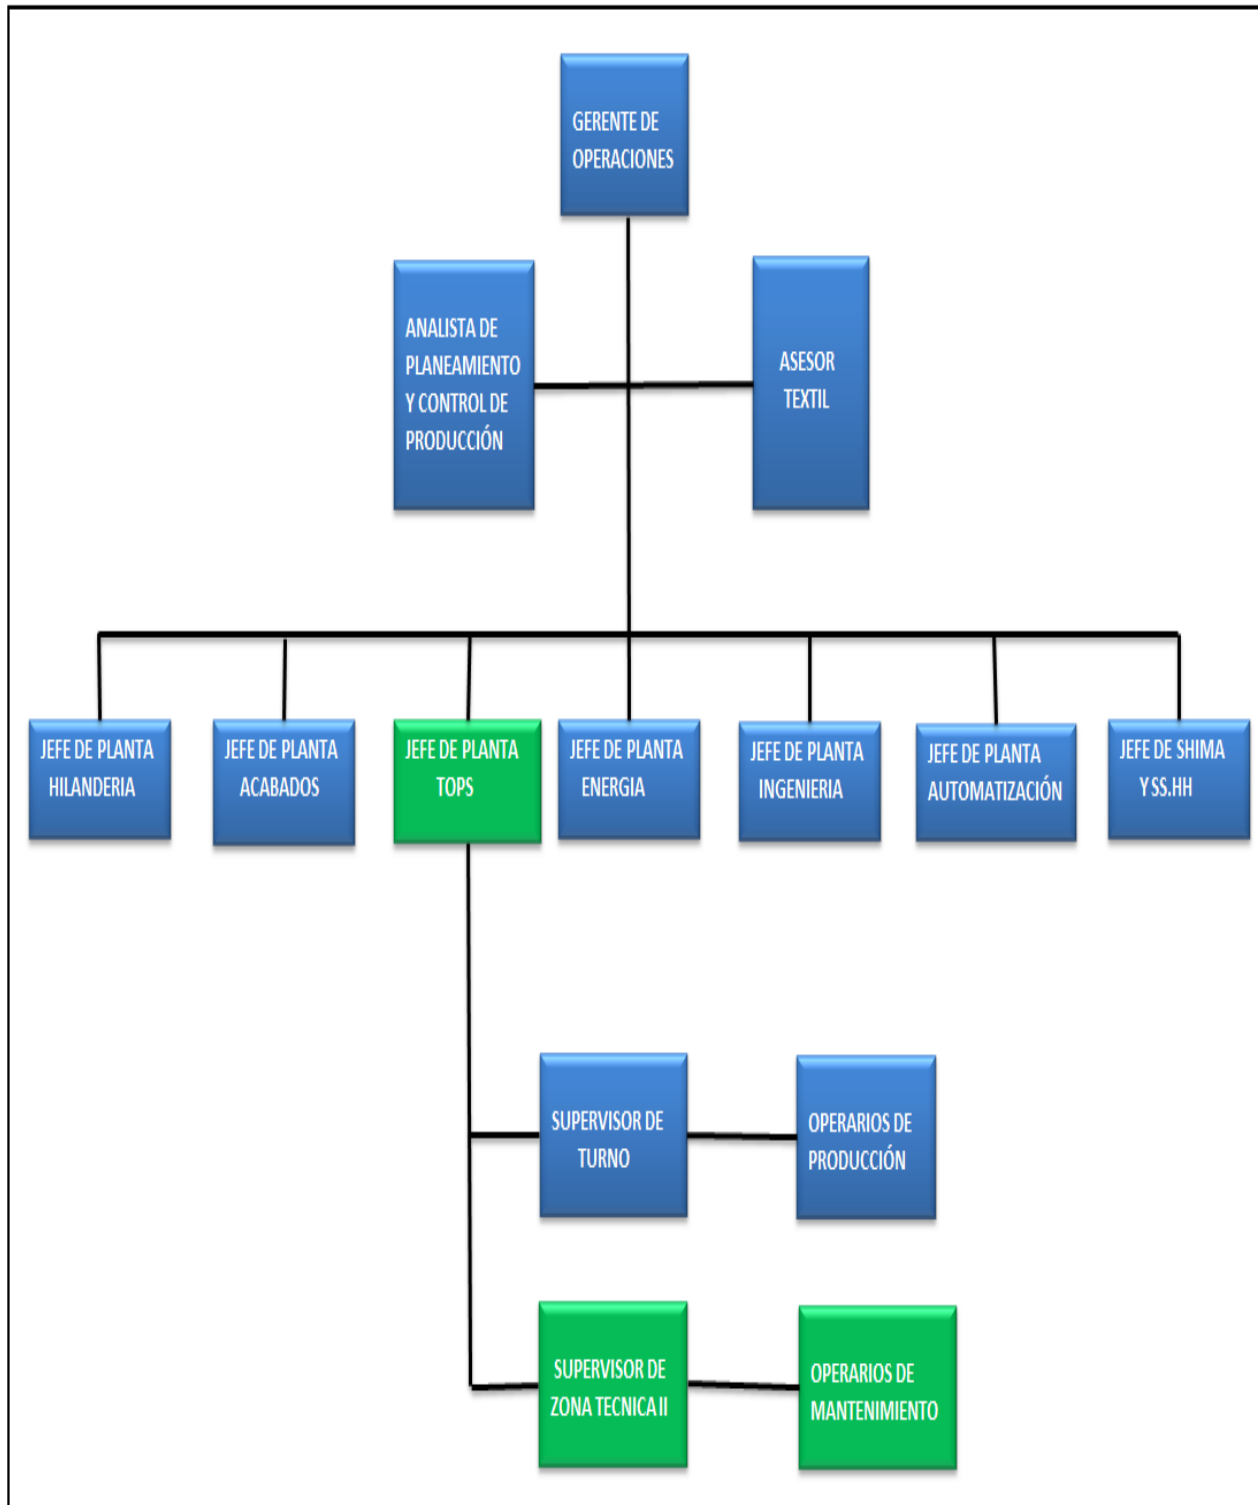 GERENTE DE
OPERACIONES
ANALISTA DE
PLANEAMIENTO
Y CONTROL DE
PRODUCCIÓN
ASESOR
TEXTIL
JEFE DE PLANTA
HILANDERIA
JEFE DE PLANTA
ACABADOS
JEFE DE PLANTA
TOPS
JEFE DE PLANTA
ENERGIA
JEFE DE PLANTA
INGENIERIA
JEFE DE PLANTA
AUTOMATIZACIÓN
JEFE DE SHIMA
Y SS.HH
SUPERVISOR DE
TURNO
OPERARIOS DE
PRODUCCIÓN
SUPERVISOR DE
ZONA TECNICA II
OPERARIOS DE
MANTENIMIENTO